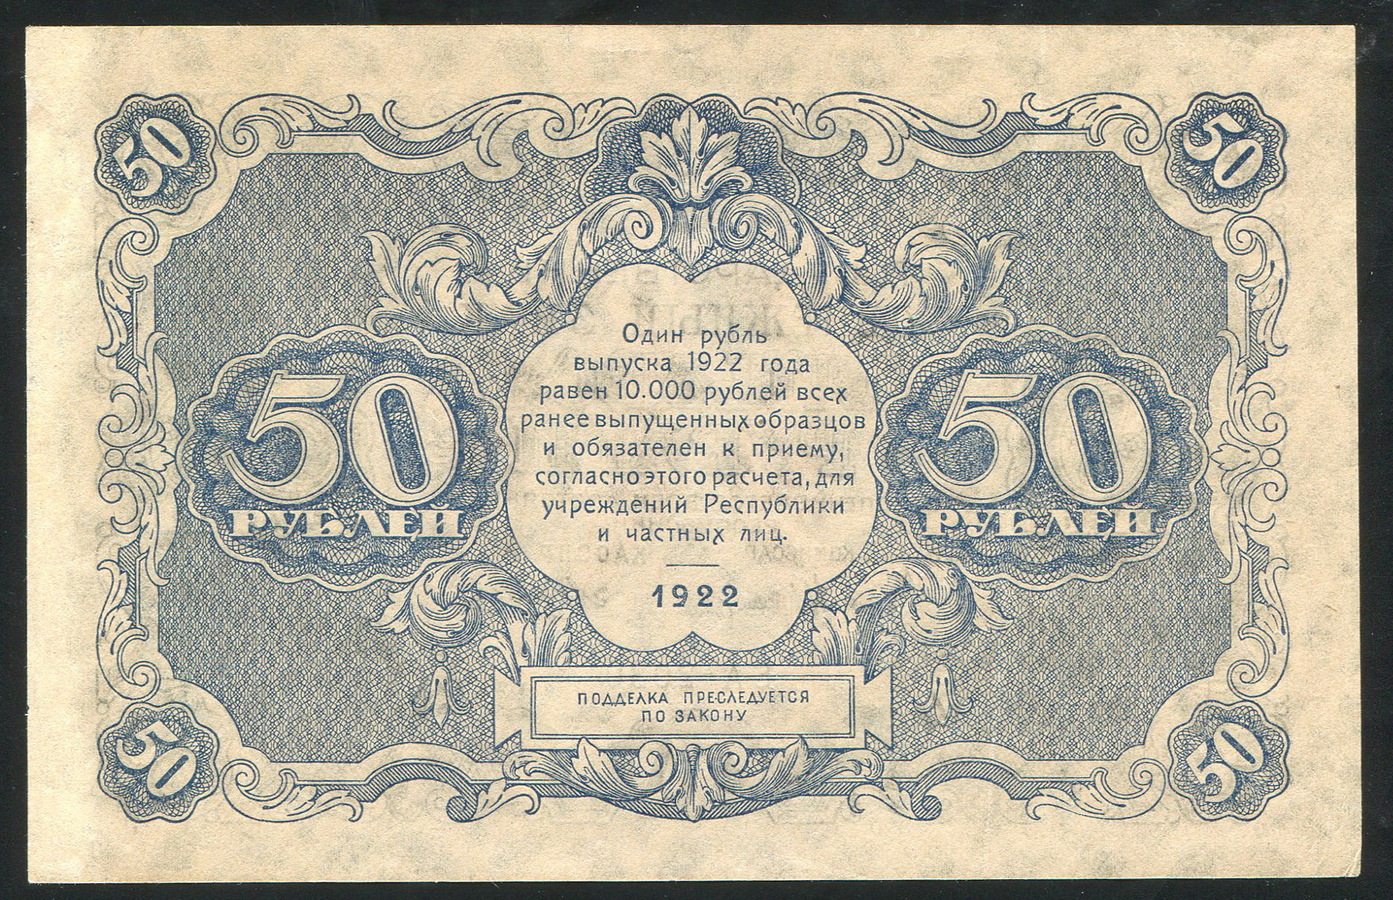 50
50
Один рубль
выпуска 1922 года
равен 10.000 рублей всех
ранее выпущенных образцов
и обязателен к приему,
согласно этого расчета, для
учреждений Республики
и частных лиц.
1922
50
РУБЛЕЙ
50
РУБЛЕЙ
ПОДДЕЛКА ПРЕСЛЕДУЕТСЯ
ПО ЗАКОНУ
50
50